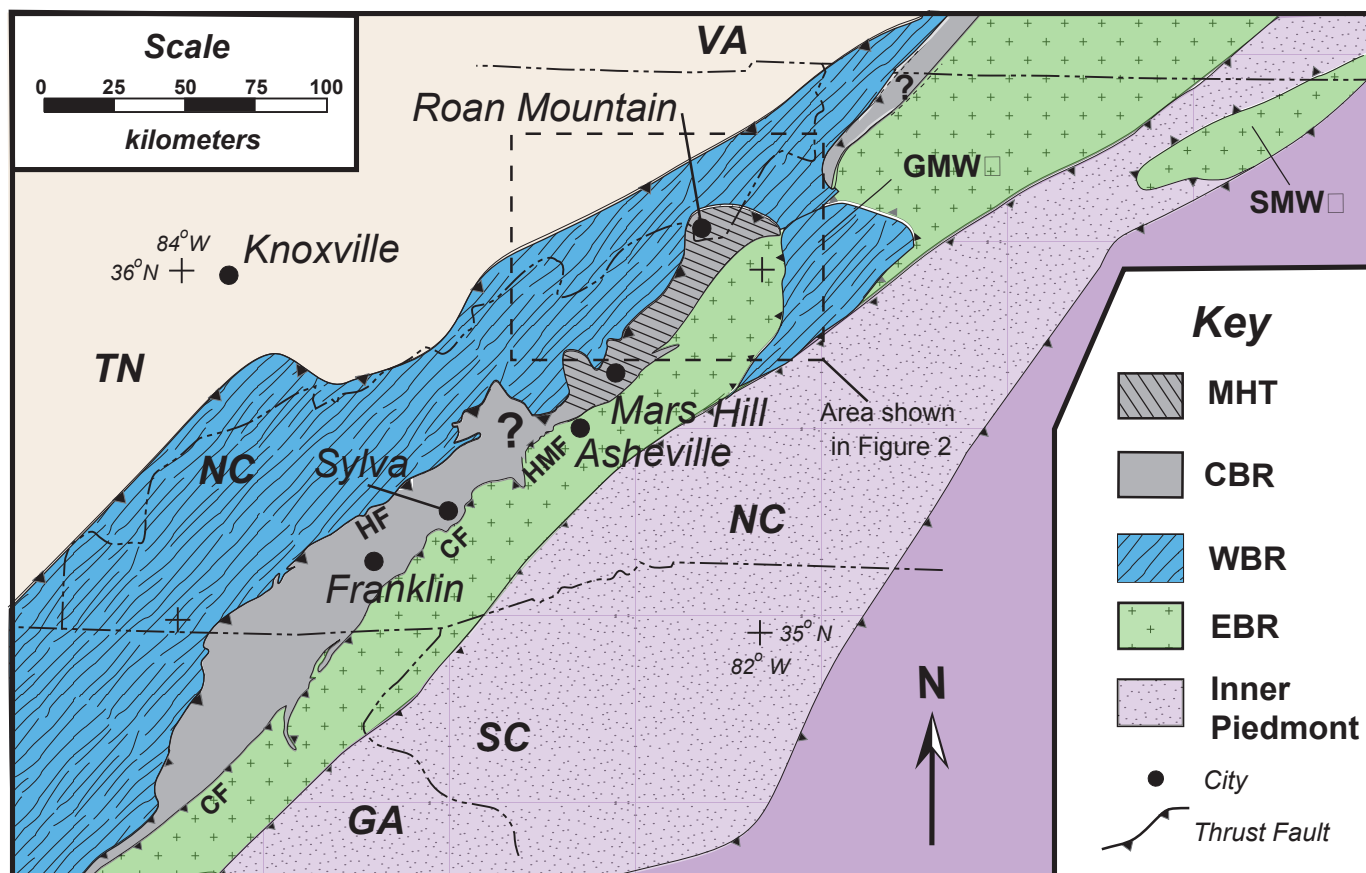 Scale
0 25 50 75 100
kilometers
VA
Roan Mountain
?
GMW□
SMW□
84°W
36°N
Knoxville
TN
Mars Hill
Area shown
in Figure 2
?
HMF
Asheville
NC
Sylva
NC
HF
CF
Franklin
35°N
82°W
N
SC
CF
GA
Key
MHT
CBR
WBR
EBR
Inner
Piedmont
City
Thrust Fault